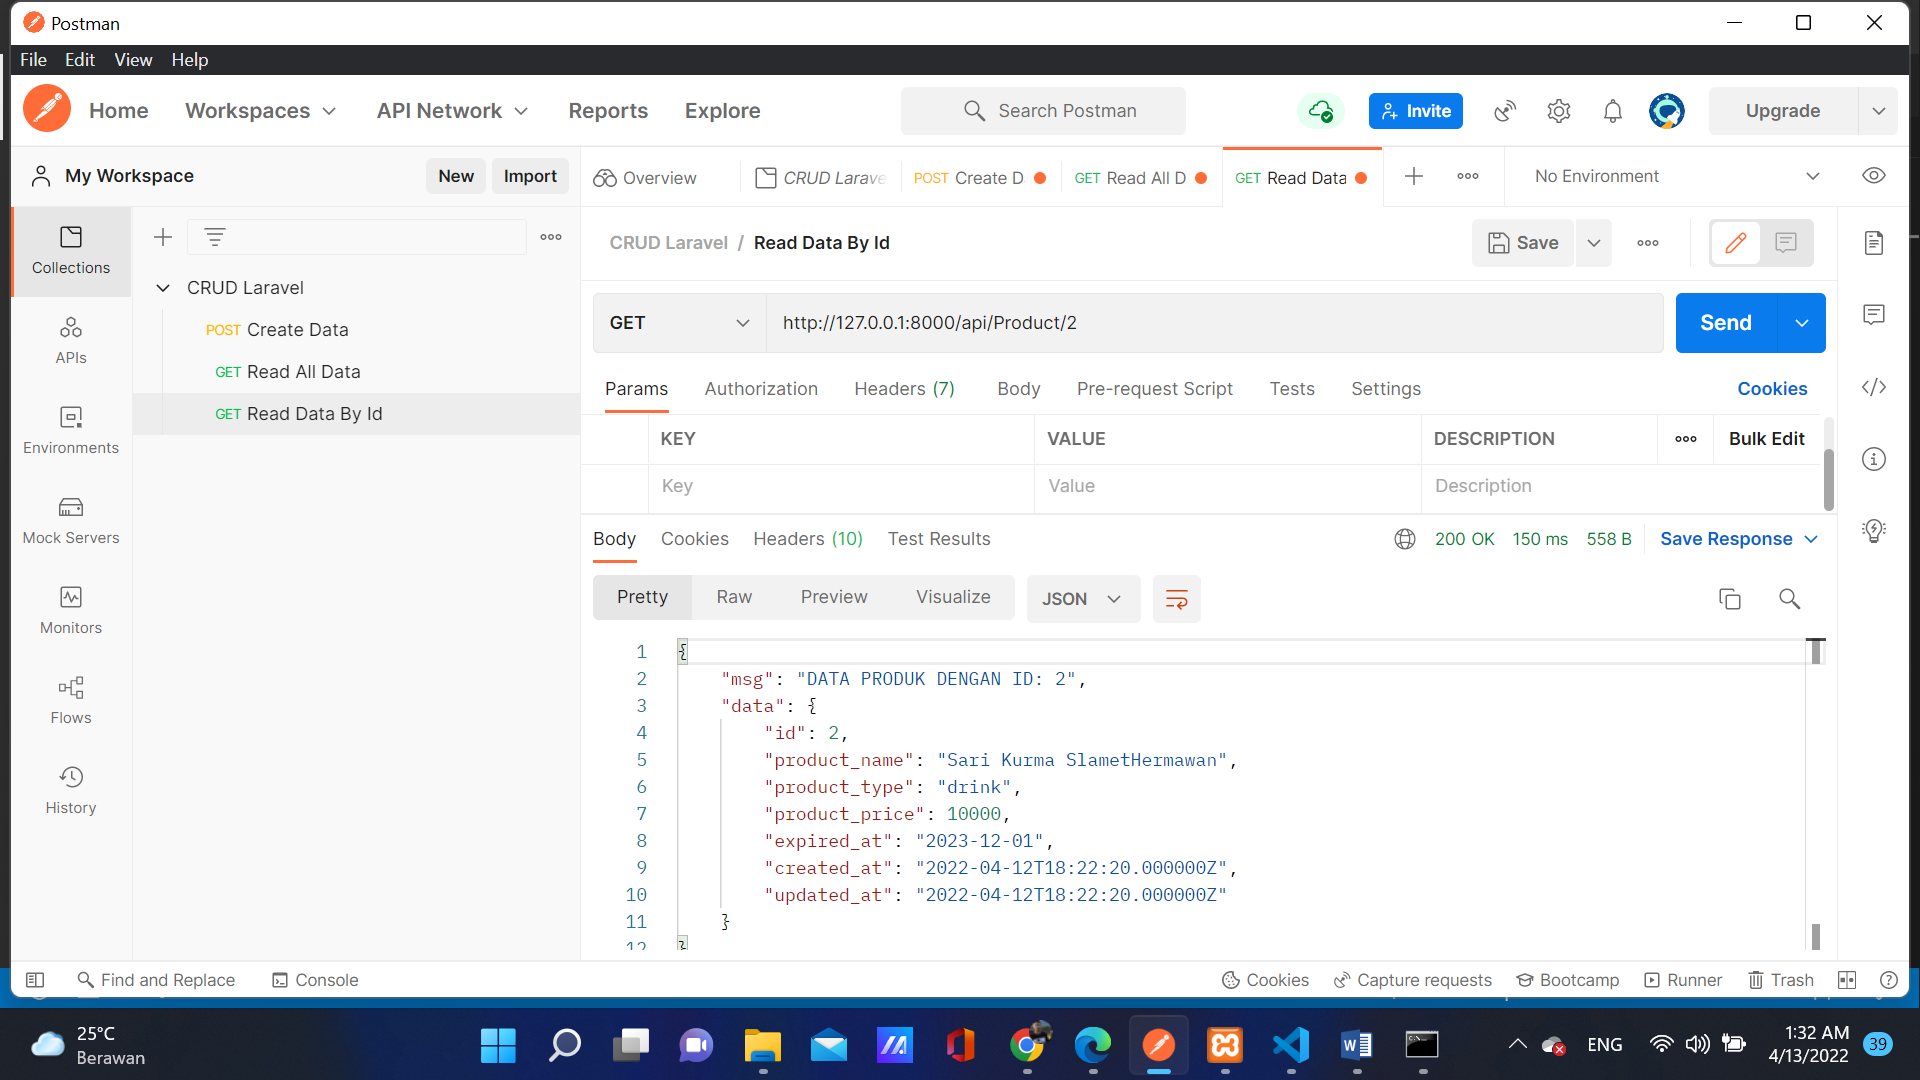 Postman
File Edit View Help
Home Workspaces API Network Reports Explore Search Postman Invite Upgrade
My Workspace New Import Overview CRUD Larave POST Create D GET Read All D GET Read Data No Environment
Collections
APIs
Environments
Mock Servers
Monitors
Flows
History
CRUD Laravel
POST Create Data
GET Read All Data
GET Read Data By Id
CRUD Laravel / Read Data By Id Save
GET http://127.0.0.1:8000/api/Product/2 Send
Params Authorization Headers (7) Body Pre-request Script Tests Settings Cookies
KEY VALUE DESCRIPTION Bulk Edit
Key Value Description
Body Cookies Headers (10) Test Results 200 OK 150 ms 558 B Save Response
Pretty Raw Preview Visualize JSON
1 {
2 "msg": "DATA PRODUK DENGAN ID: 2",
3 "data": {
4 "id": 2,
5 "product_name": "Sari Kurma SlametHermawan",
6 "product_type": "drink",
7 "product_price": 10000,
8 "expired_at": "2023-12-01",
9 "created_at": "2022-04-12T18:22:20.000000Z",
10 "updated_at": "2022-04-12T18:22:20.000000Z"
11 }
12 }
Find and Replace Console Cookies Capture requests Bootcamp Runner Trash
25°C
Berawan
ENG
1:32 AM
4/13/2022
39